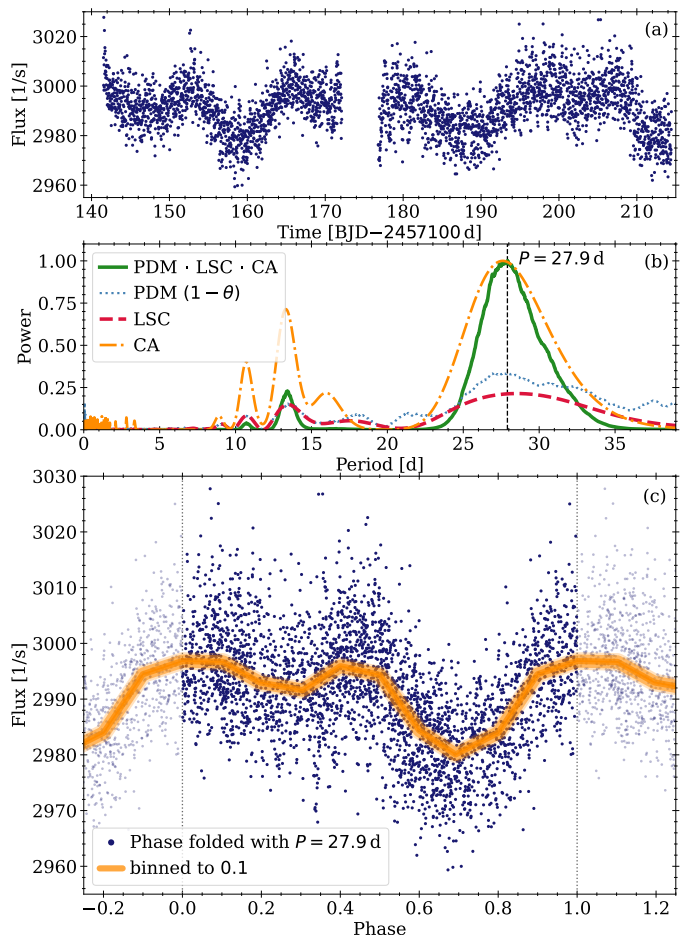 (a)
3020
3000
2980
2960
Flux [1/s]
140 150 160 170 180 190 200 210
Time [BJD−2457100 d]
(b)
P = 27.9 d
PDM · LSC · CA
PDM (1 − θ)
LSC
CA
1.00
0.75
0.50
0.25
0.00
Power
0 5 10 15 20 25 30 35
Period [d]
(c)
3030
3020
3010
3000
2990
2980
2970
2960
Flux [1/s]
Phase folded with P = 27.9 d
binned to 0.1
−0.2 0.0 0.2 0.4 0.6 0.8 1.0 1.2
Phase